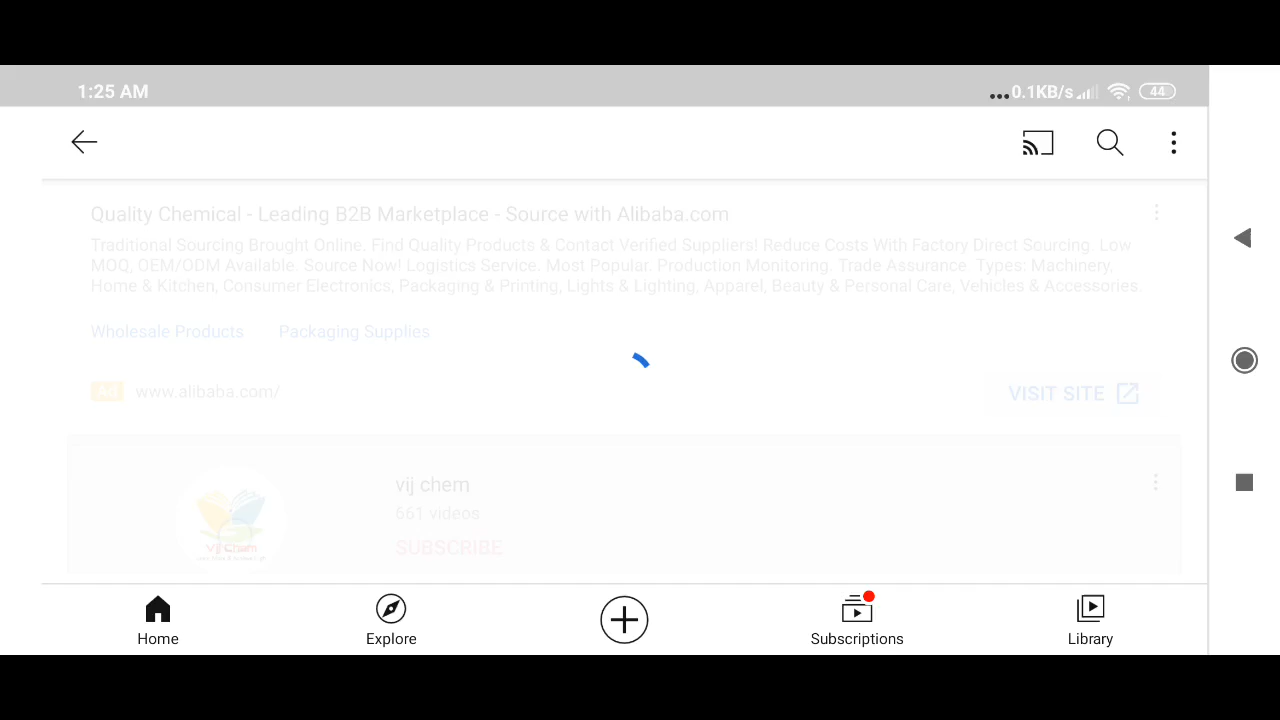 1:25 AM
...0.1KB/s 44
Quality Chemical - Leading B2B Marketplace - Source with Alibaba.com
Traditional Sourcing Brought Online. Find Quality Products & Contact Verified Suppliers! Reduce Costs With Factory Direct Sourcing. Low
MOQ, OEM/ODM Available. Source Now! Logistics Service. Most Popular. Production Monitoring. Trade Assurance. Types: Machinery,
Home & Kitchen, Consumer Electronics, Packaging & Printing, Lights & Lighting, Apparel, Beauty & Personal Care, Vehicles & Accessories.
Wholesale Products Packaging Supplies
Ad www.alibaba.com/ VISIT SITE
vij chem
661 videos
SUBSCRIBE
Vij Chem
Home Explore Subscriptions Library